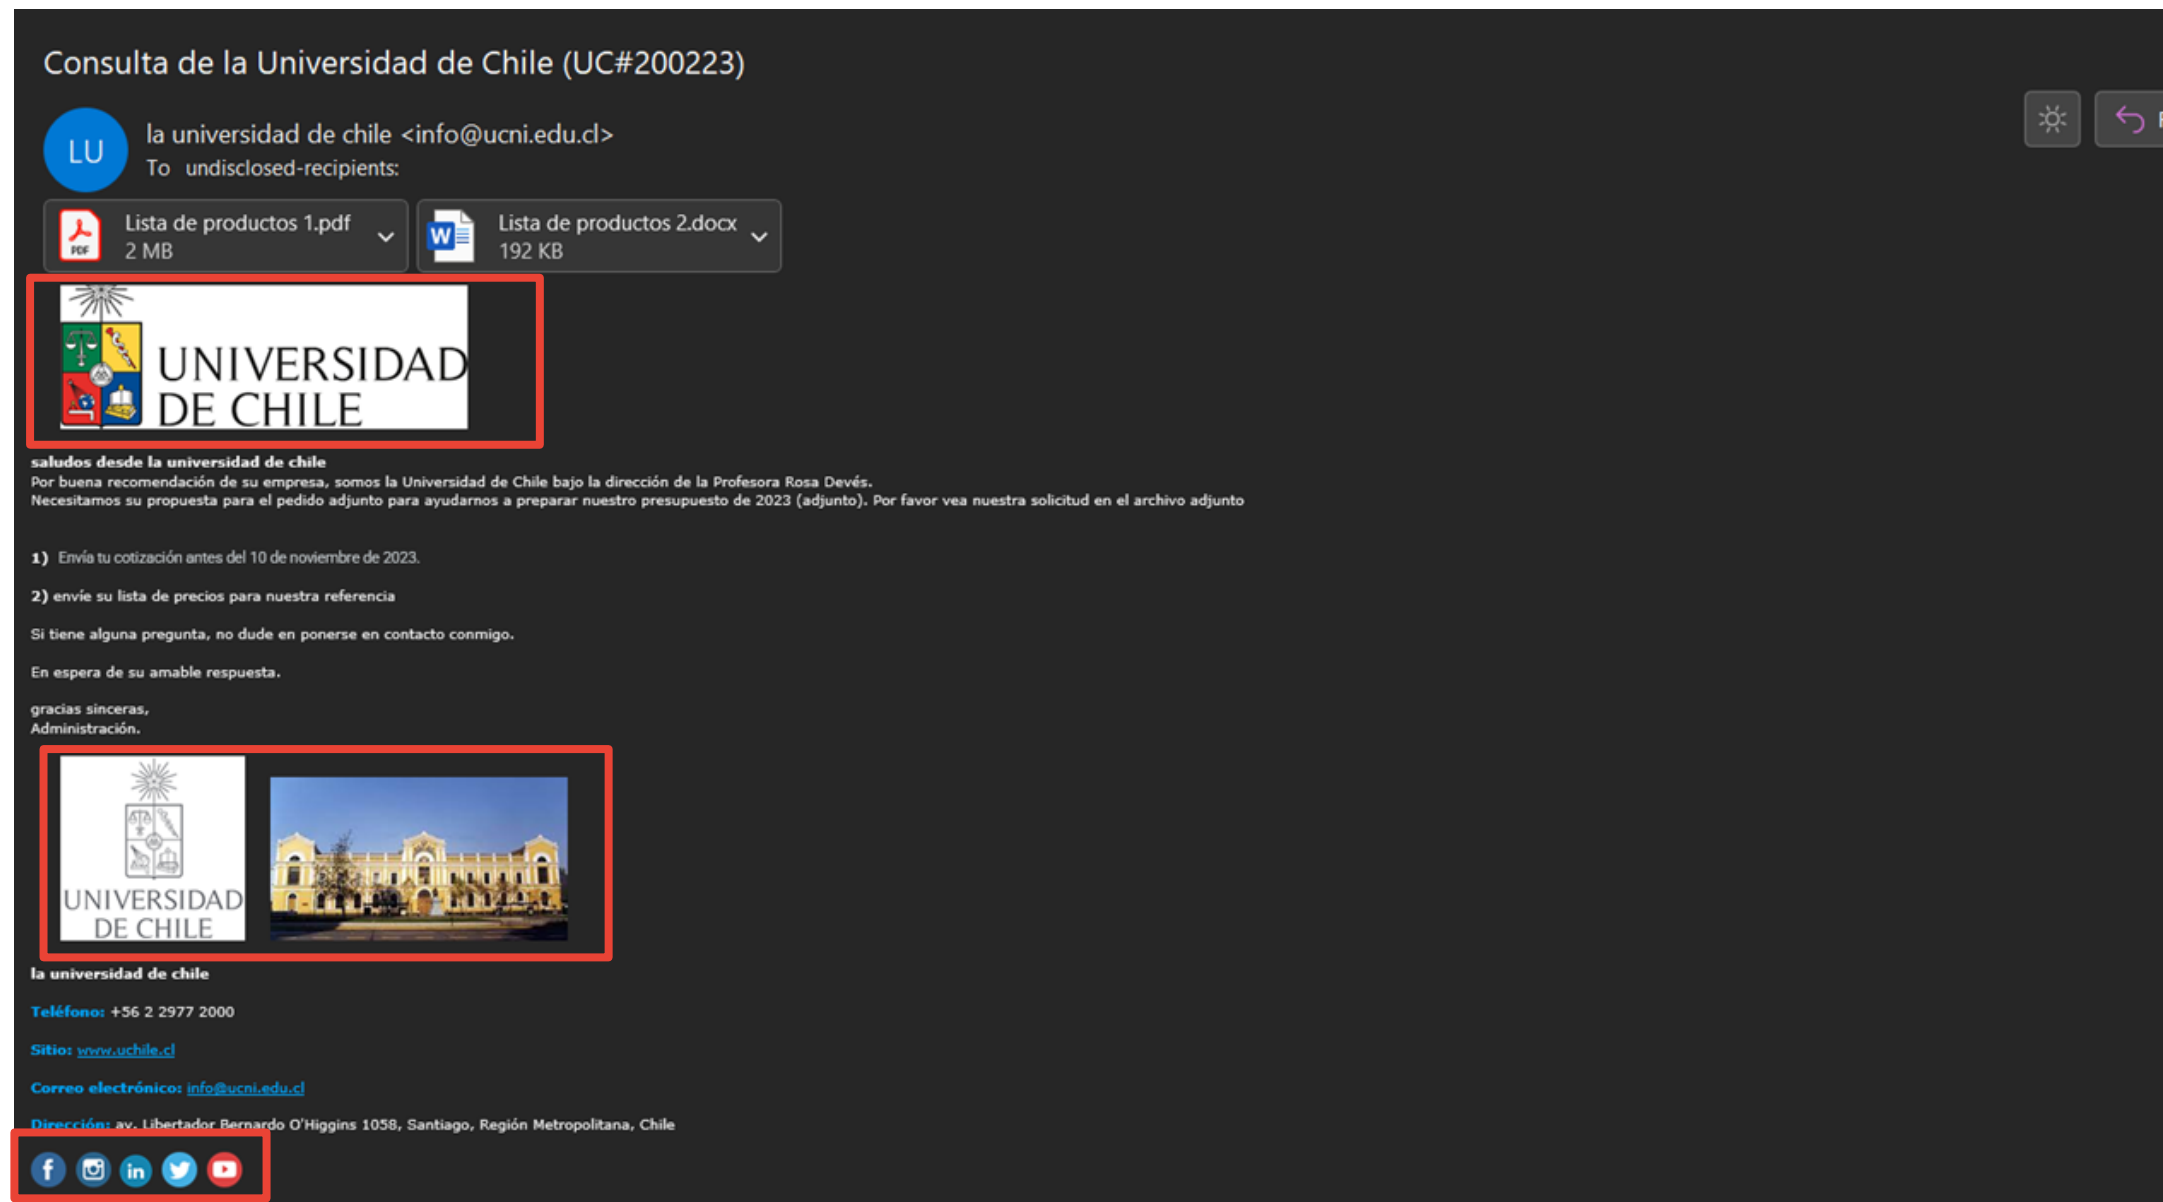 Consulta de la Universidad de Chile (UC#200223)
LU
la universidad de chile <info@ucni.edu.cl>
To undisclosed-recipients:
PDF
Lista de productos 1.pdf
2 MB
W
Lista de productos 2.docx
192 KB
UNIVERSIDAD
DE CHILE
saludos desde la universidad de chile
Por buena recomendación de su empresa, somos la Universidad de Chile bajo la dirección de la Profesora Rosa Devés.
Necesitamos su propuesta para el pedido adjunto para ayudarnos a preparar nuestro presupuesto de 2023 (adjunto). Por favor vea nuestra solicitud en el archivo adjunto
1) Envía tu cotización antes del 10 de noviembre de 2023.
2) envíe su lista de precios para nuestra referencia
Si tiene alguna pregunta, no dude en ponerse en contacto conmigo.
En espera de su amable respuesta.
gracias sinceras,
Administración.
UNIVERSIDAD
DE CHILE
la universidad de chile
Teléfono: +56 2 2977 2000
Sitio: www.uchile.cl
Correo electrónico: info@ucni.edu.cl
Dirección: av. Libertador Bernardo O'Higgins 1058, Santiago, Región Metropolitana, Chile
f in